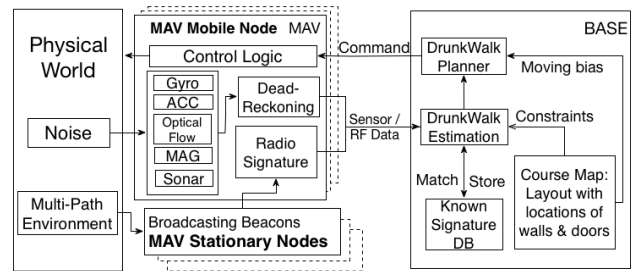 Physical
World
Noise
Multi-Path
Environment
MAV Mobile Node MAV
Control Logic
Gyro
ACC
Optical
Flow
MAG
Sonar
Dead-
Reckoning
Radio
Signature
Broadcasting Beacons
MAV Stationary Nodes
Command
Sensor /
RF Data
BASE
DrunkWalk
Planner
Moving bias
DrunkWalk
Estimation
Constraints
Match Store
Known
Signature
DB
Course Map:
Layout with
locations of
walls & doors